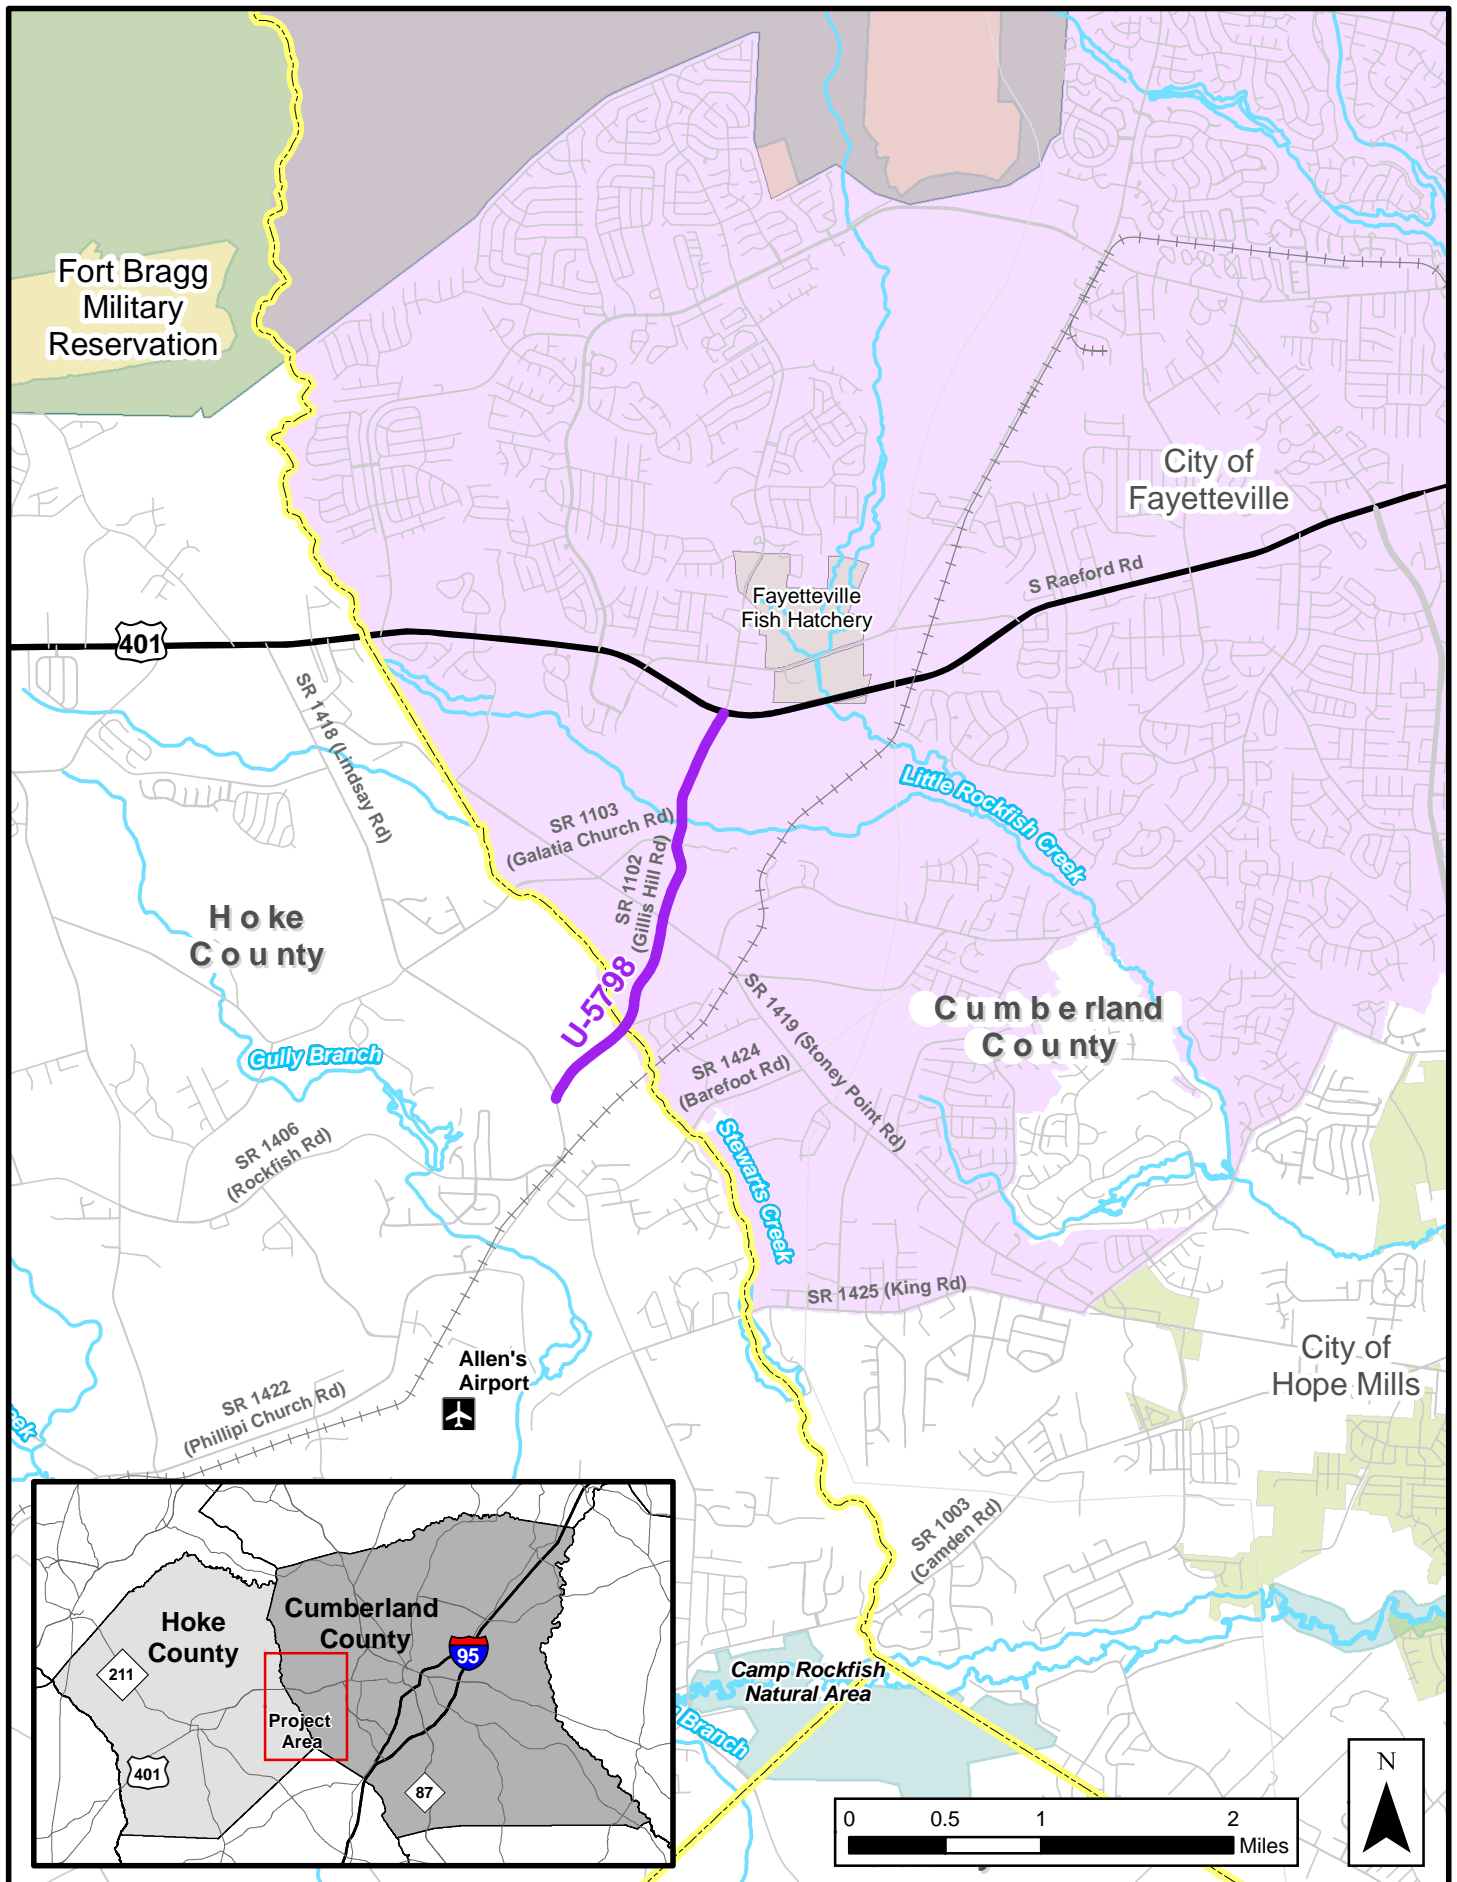 Fort Bragg
Military
Reservation
City of
Fayetteville
S Raeford Rd
Fayetteville
Fish Hatchery
401
SR 1418 (Lindsay Rd)
Little Rockfish Creek
SR 1103
(Galatia Church Rd)
SR 1102
(Gillis Hill Rd)
Hoke
County
U-5798
SR 1419 (Stoney Point Rd)
Cumberland
County
Gully Branch
SR 1424
(Barefoot Rd)
SR 1406
(Rockfish Rd)
Stewarts Creek
SR 1425 (King Rd)
City of
Hope Mills
Allen's
Airport
SR 1422
(Phillipi Church Rd)
SR 1003
(Camden Rd)
Camp Rockfish
Natural Area
Branch
Hoke
County
Cumberland
County
95
211
Project
Area
401
87
0 0.5 1 2
Miles
N